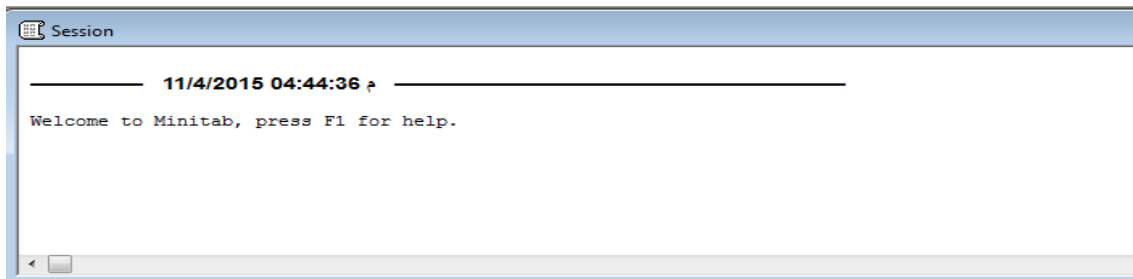 Session
11/4/2015 04:44:36 م
Welcome to Minitab, press F1 for help.